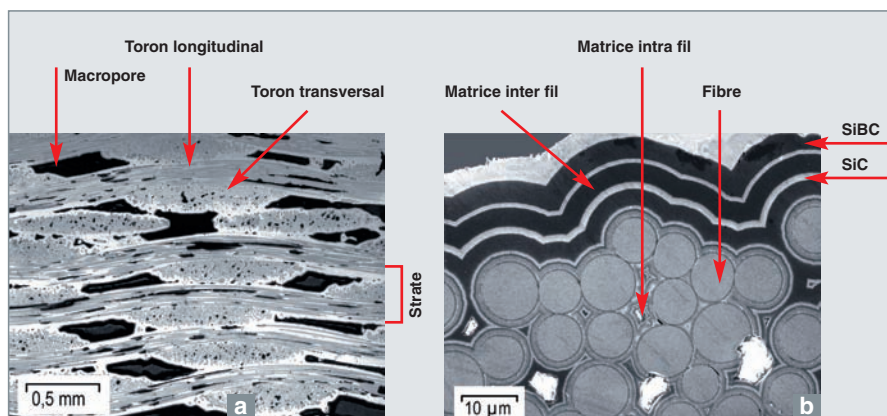 Toron longitudinal
Macropore
Toron transversal
Strate
0,5 mm
a
Matrice intra fil
Matrice inter fil
Fibre
SiBC
SiC
10 µm
b